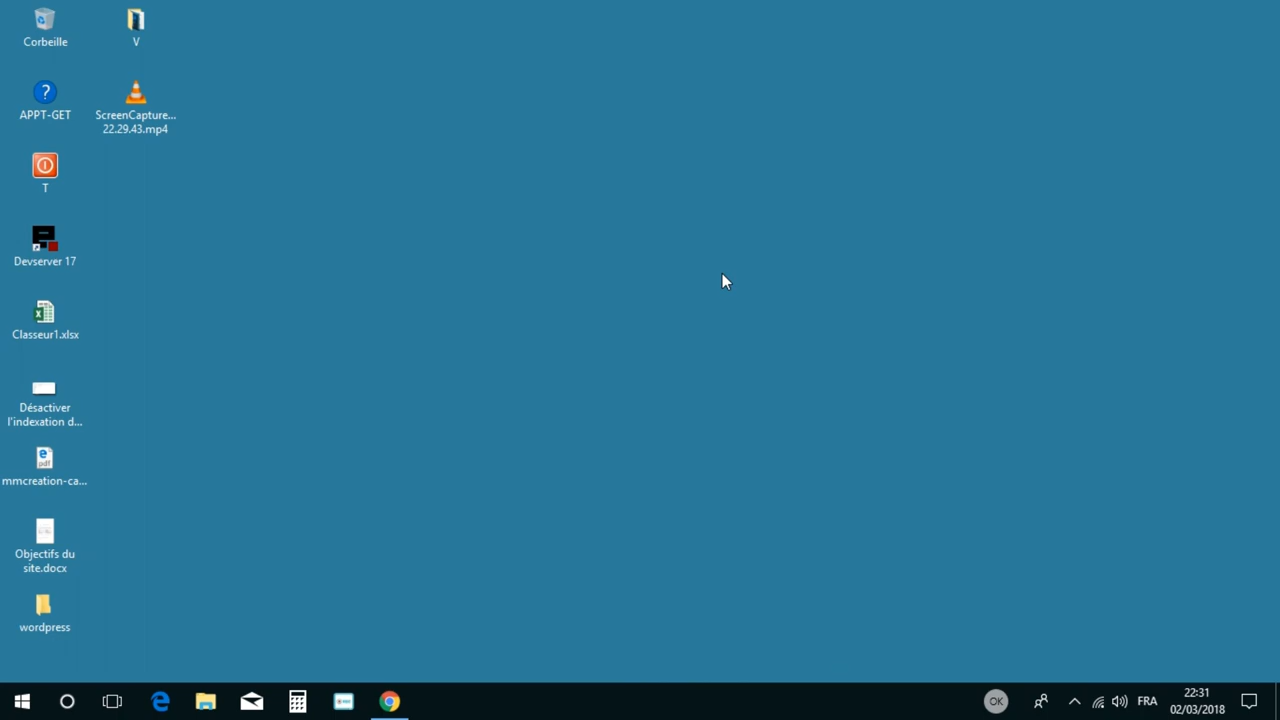 Corbeille
V
APPT-GET
ScreenCapture...
22.29.43.mp4
T
Devserver 17
Classeur1.xlsx
Désactiver
l'indexation d...
mmcreation-ca...
Objectifs du
site.docx
wordpress
OK
FRA
22:31
02/03/2018